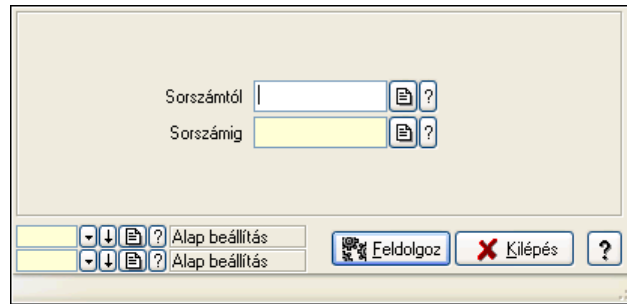 Sorszámtól ?
Sorszámig ?
? Alap beállítás
? Alap beállítás
Feldolgoz Kilépés ?